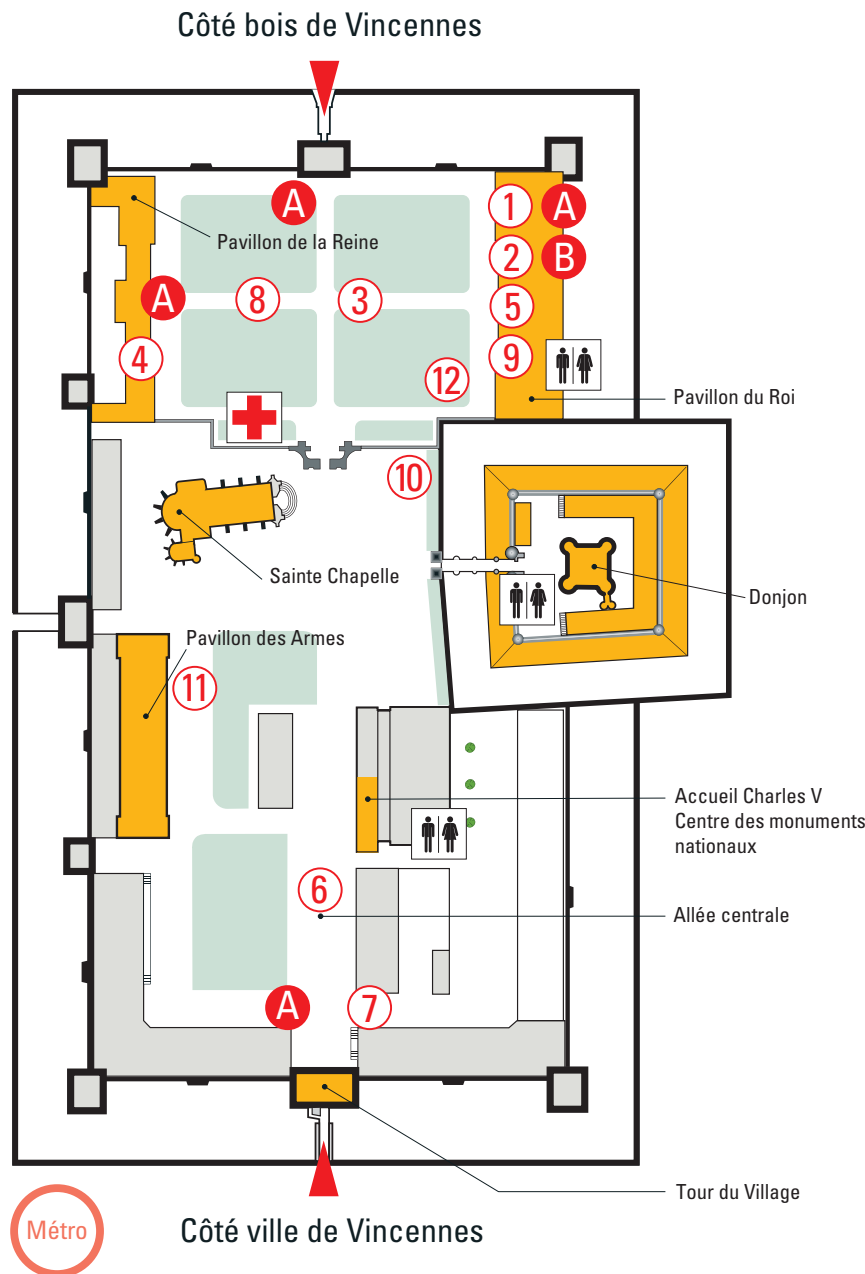 Côté bois de Vincennes
A
1
A
Pavillon de la Reine
2
B
A
8
3
5
4
9
12
Pavillon du Roi
10
Sainte Chapelle
Donjon
Pavillon des Armes
11
Accueil Charles V
Centre des monuments
nationaux
6
Allée centrale
A
7
Tour du Village
Métro
Côté ville de Vincennes